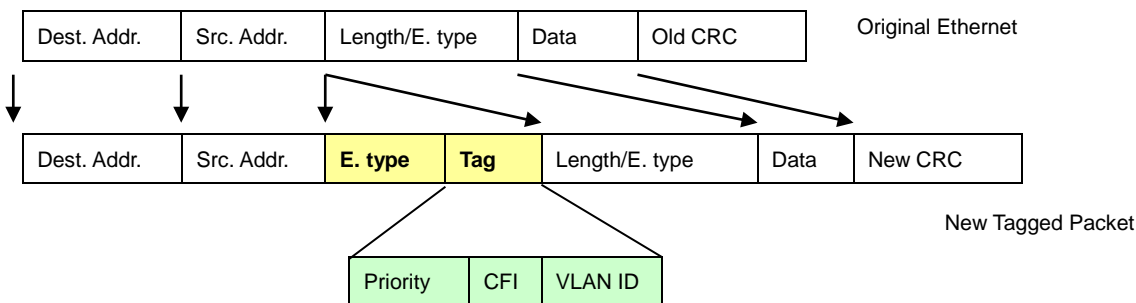 Dest. Addr. Src. Addr. Length/E. type Data Old CRC Original Ethernet
Dest. Addr. Src. Addr. E. type Tag Length/E. type Data New CRC
New Tagged Packet
Priority CFI VLAN ID